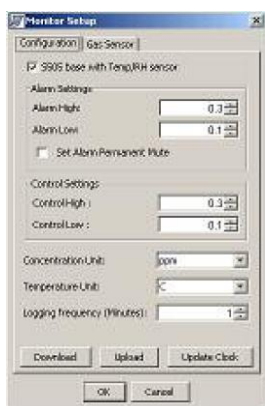 Monitor Setup
Configuration Gas Sensor
S505 base with Temp/RH sensor
Alarm Settings
Alarm High: 0.3
Alarm Low: 0.1
Set Alarm Permanent Mute
Control Settings
Control High : 0.3
Control Low : 0.1
Concentration Unit: ppm
Temperature Unit: C
Logging frequency (Minutes): 1
Download Upload Update Clock
OK Cancel